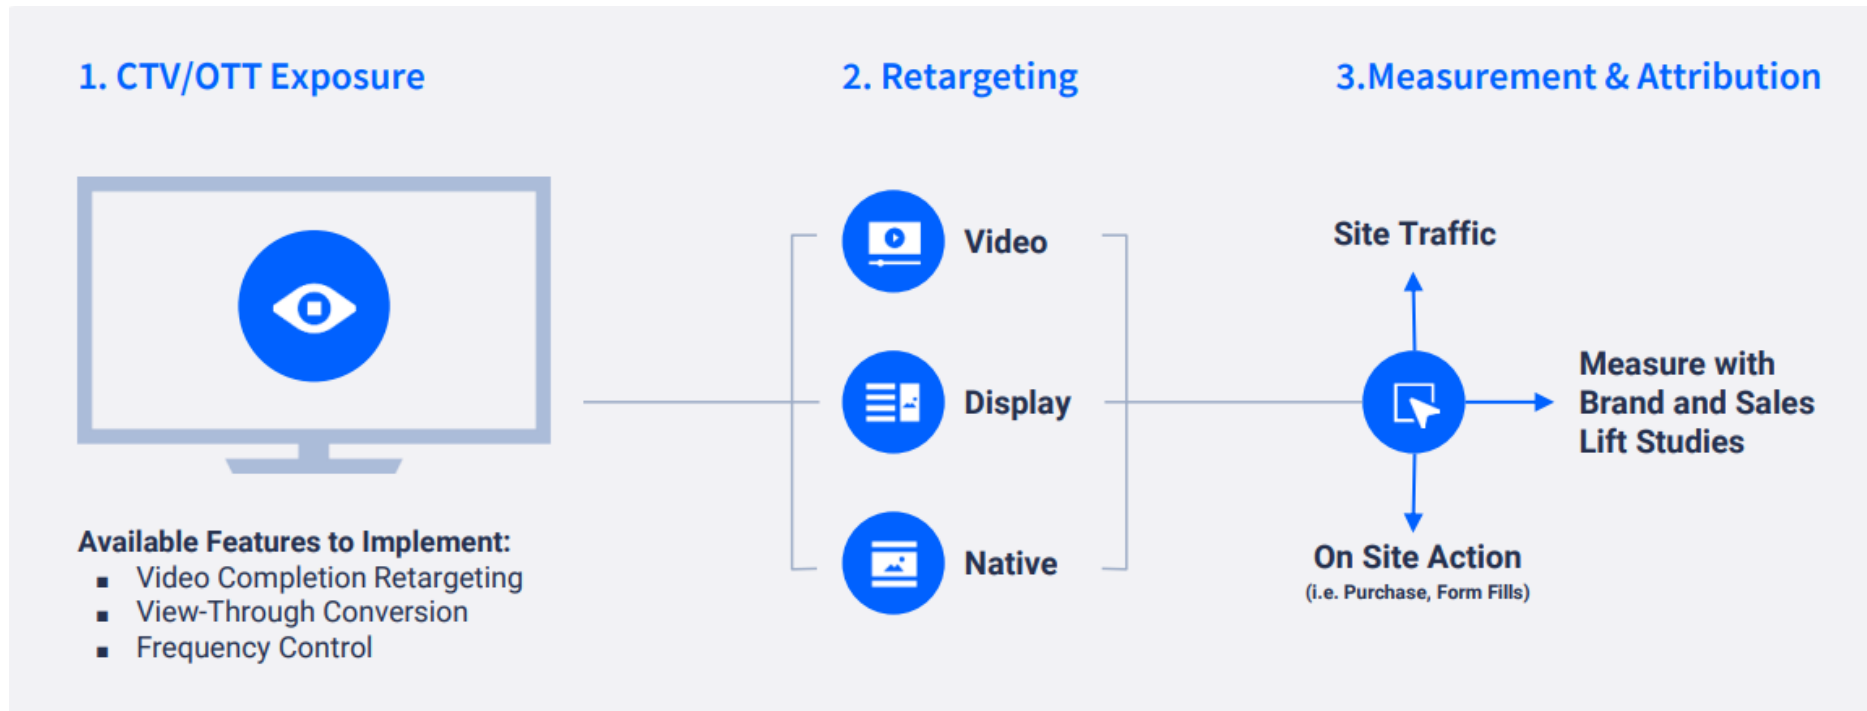 1. CTV/OTT Exposure
2. Retargeting
3.Measurement & Attribution
Video
Display
Native
Site Traffic
Measure with
Brand and Sales
Lift Studies
On Site Action
(i.e. Purchase, Form Fills)
Available Features to Implement:
▪ Video Completion Retargeting
▪ View-Through Conversion
▪ Frequency Control